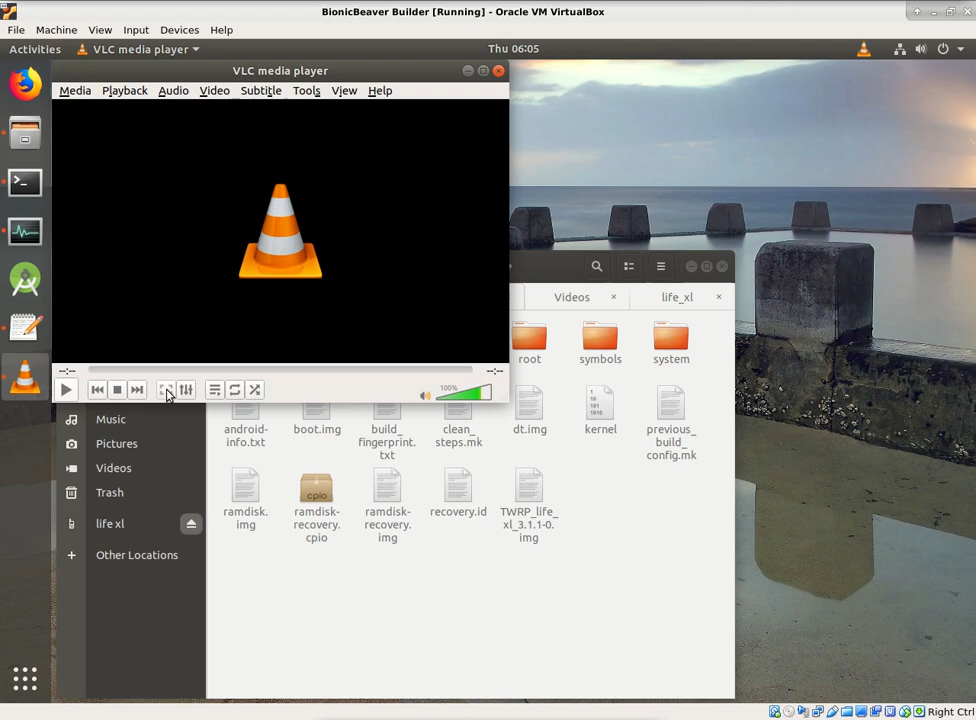 BionicBeaver Builder [Running] - Oracle VM VirtualBox
File Machine View Input Devices Help
Activities VLC media player Thu 06:05
VLC media player
Media Playback Audio Video Subtitle Tools View Help
--:-- --:--
100%
Videos × life_xl ×
root symbols system
Music
Pictures
Videos
Trash
life xl
Other Locations
android-
info.txt
boot.img
build_
fingerprint.
txt
clean_
steps.mk
dt.img
1
10
101
1010
kernel
previous_
build_
config.mk
ramdisk.
img
cpio
ramdisk-
recovery.
cpio
ramdisk-
recovery.
img
recovery.id
TWRP_life_
xl_3.1.1-0.
img
Right Ctrl